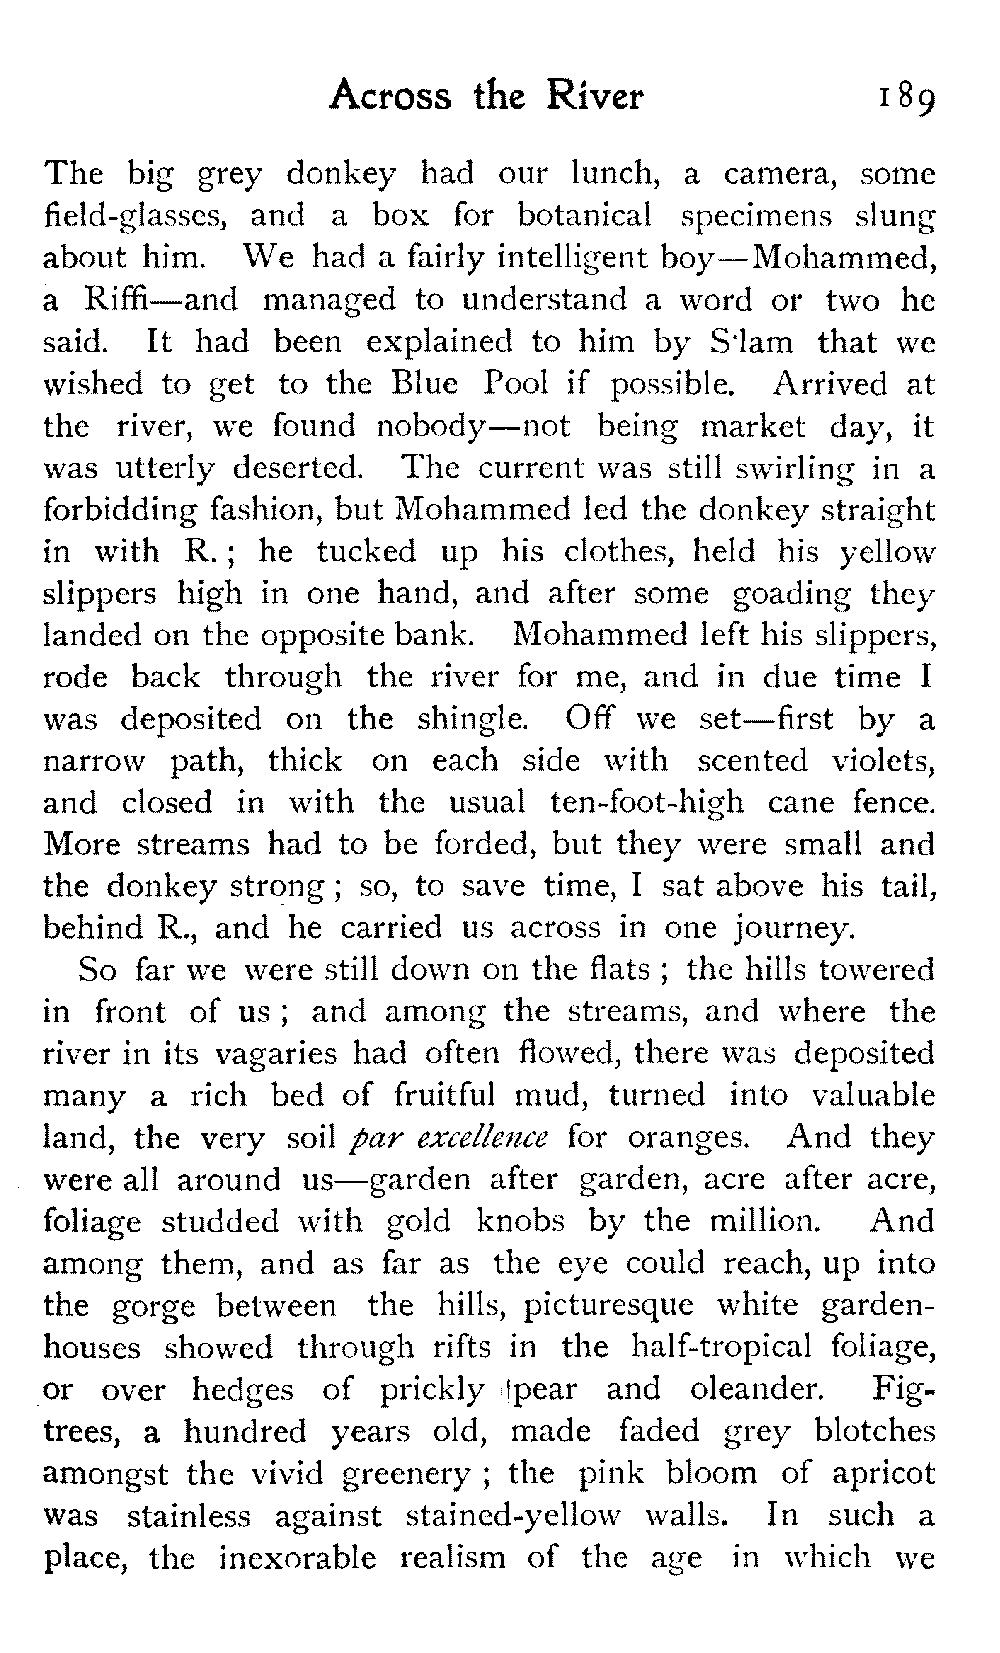 Across the River 189
The big grey donkey had our lunch, a camera, some
field-glasses, and a box for botanical specimens slung
about him. We had a fairly intelligent boy—Mohammed,
a Riffi—and managed to understand a word or two he
said. It had been explained to him by S'lam that we
wished to get to the Blue Pool if possible. Arrived at
the river, we found nobody—not being market day, it
was utterly deserted. The current was still swirling in a
forbidding fashion, but Mohammed led the donkey straight
in with R. ; he tucked up his clothes, held his yellow
slippers high in one hand, and after some goading they
landed on the opposite bank. Mohammed left his slippers,
rode back through the river for me, and in due time I
was deposited on the shingle. Off we set—first by a
narrow path, thick on each side with scented violets,
and closed in with the usual ten-foot-high cane fence.
More streams had to be forded, but they were small and
the donkey strong ; so, to save time, I sat above his tail,
behind R., and he carried us across in one journey.
So far we were still down on the flats ; the hills towered
in front of us ; and among the streams, and where the
river in its vagaries had often flowed, there was deposited
many a rich bed of fruitful mud, turned into valuable
land, the very soil par excellence for oranges. And they
were all around us—garden after garden, acre after acre,
foliage studded with gold knobs by the million. And
among them, and as far as the eye could reach, up into
the gorge between the hills, picturesque white garden-
houses showed through rifts in the half-tropical foliage,
or over hedges of prickly pear and oleander. Fig-
trees, a hundred years old, made faded grey blotches
amongst the vivid greenery ; the pink bloom of apricot
was stainless against stained-yellow walls. In such a
place, the inexorable realism of the age in which we